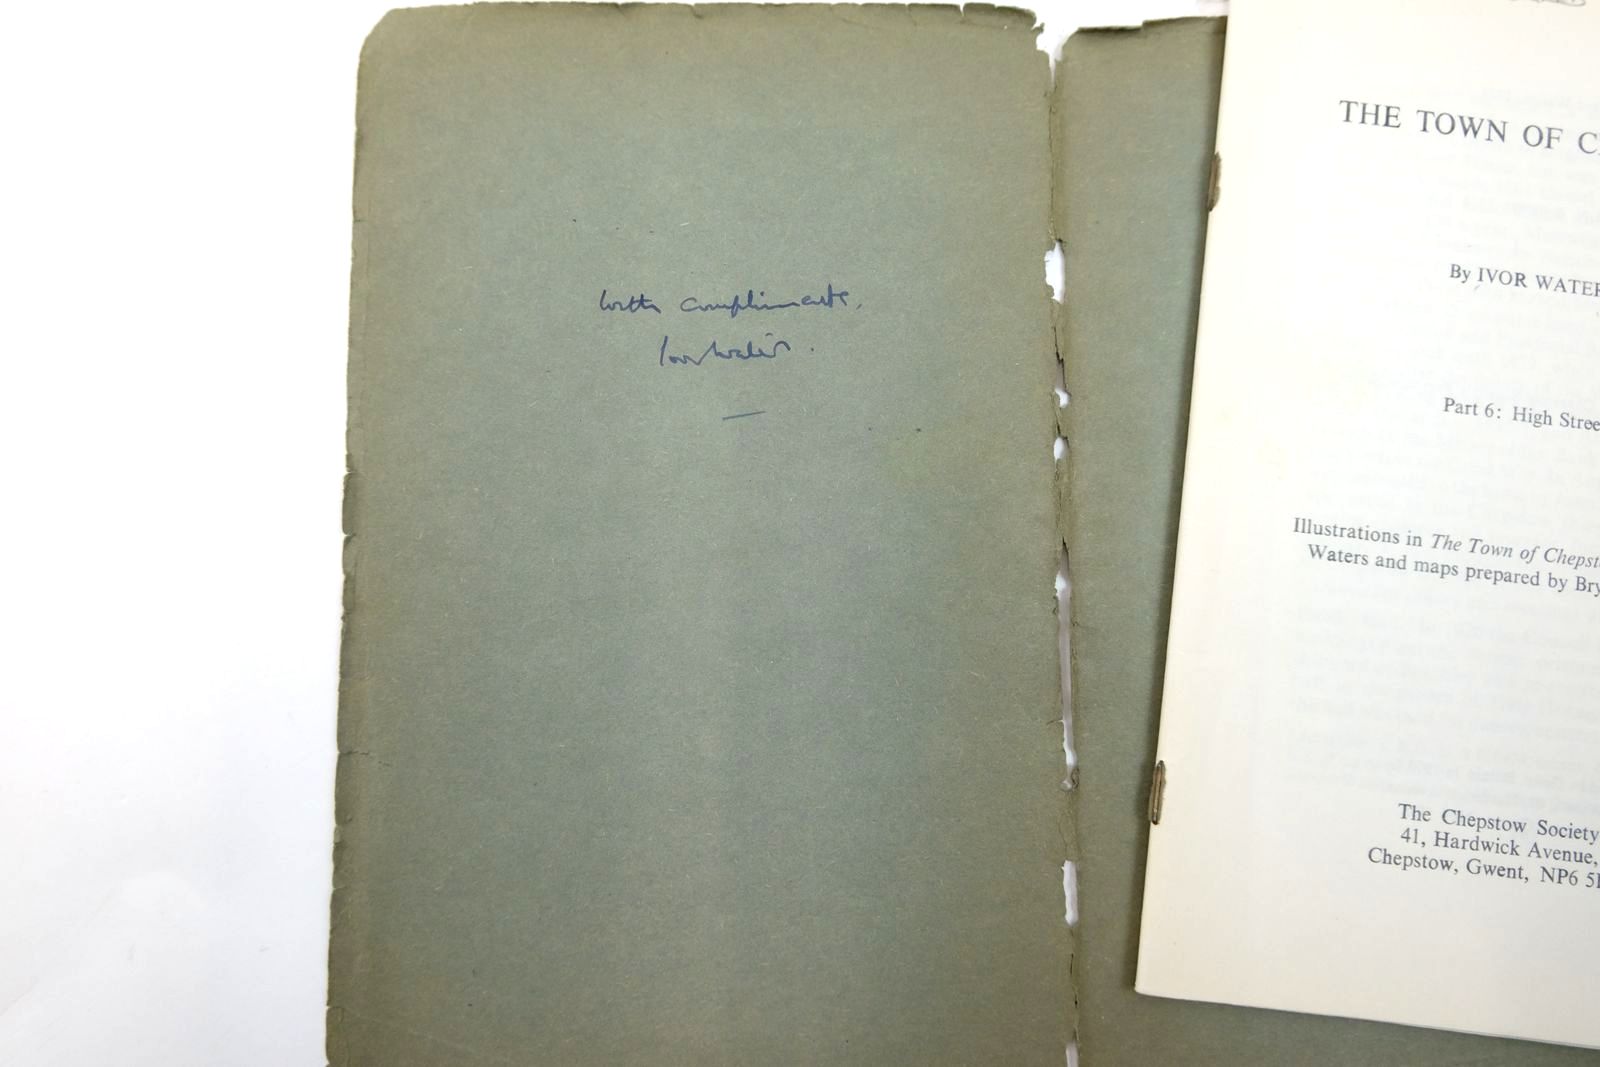 with compliments,
Ivor Waters.
THE TOWN OF C
By IVOR WATER
Part 6: High Stree
Illustrations in The Town of Chepst
Waters and maps prepared by Bry
The Chepstow Society
41, Hardwick Avenue,
Chepstow, Gwent, NP6 5